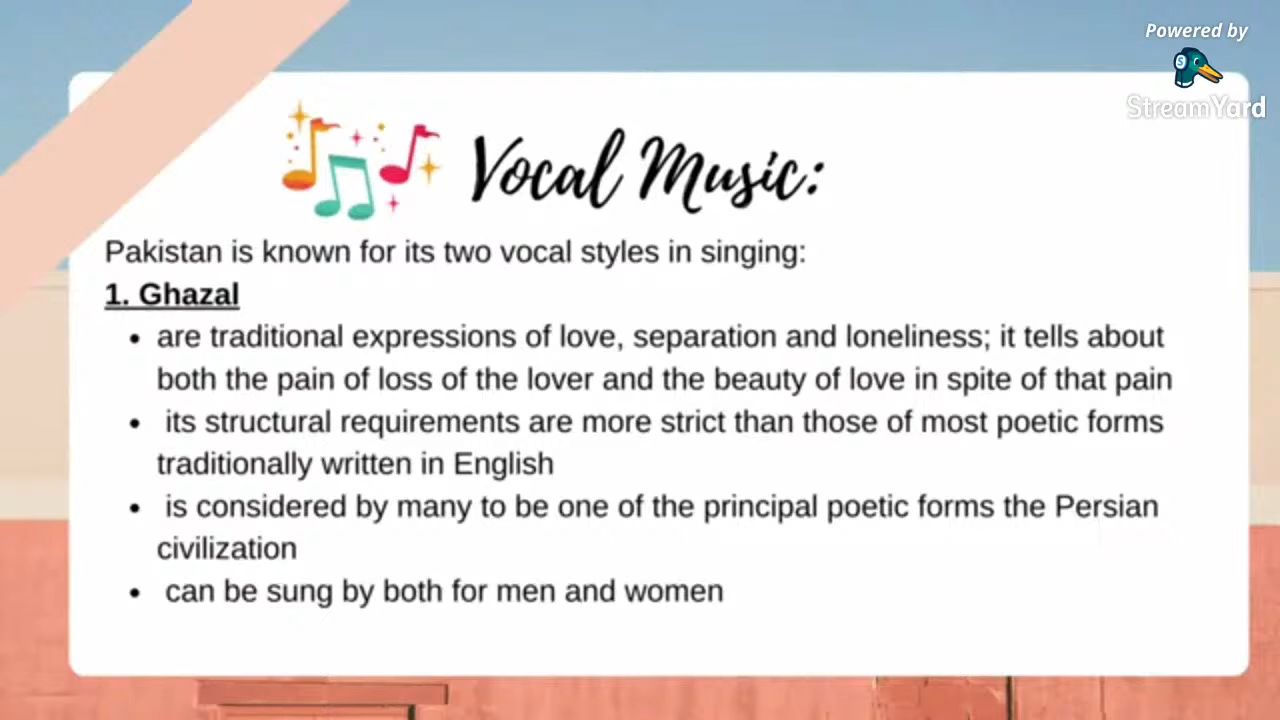 Powered by
StreamYard
Vocal Music:
Pakistan is known for its two vocal styles in singing:
1. Ghazal
• are traditional expressions of love, separation and loneliness; it tells about
both the pain of loss of the lover and the beauty of love in spite of that pain
• its structural requirements are more strict than those of most poetic forms
traditionally written in English
• is considered by many to be one of the principal poetic forms the Persian
civilization
• can be sung by both for men and women